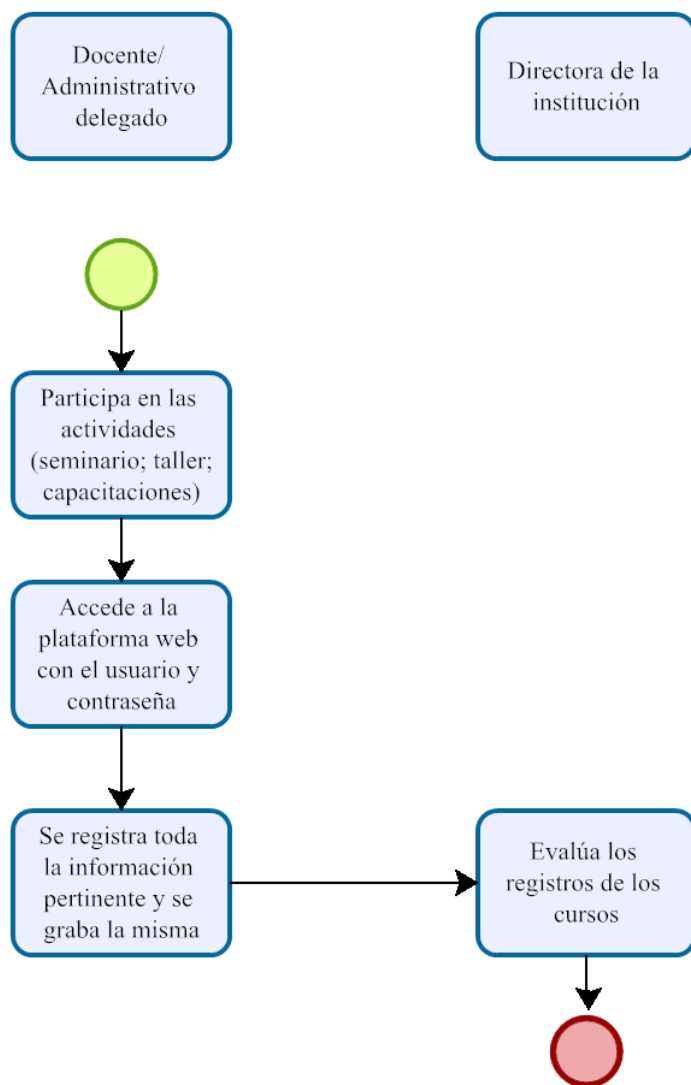 Docente/
Administrativo
delegado
Directora de la
institución
Participa en las
actividades
(seminario; taller;
capacitaciones)
Accede a la
plataforma web
con el usuario y
contraseña
Se registra toda
la información
pertinente y se
graba la misma
Evalúa los
registros de los
cursos